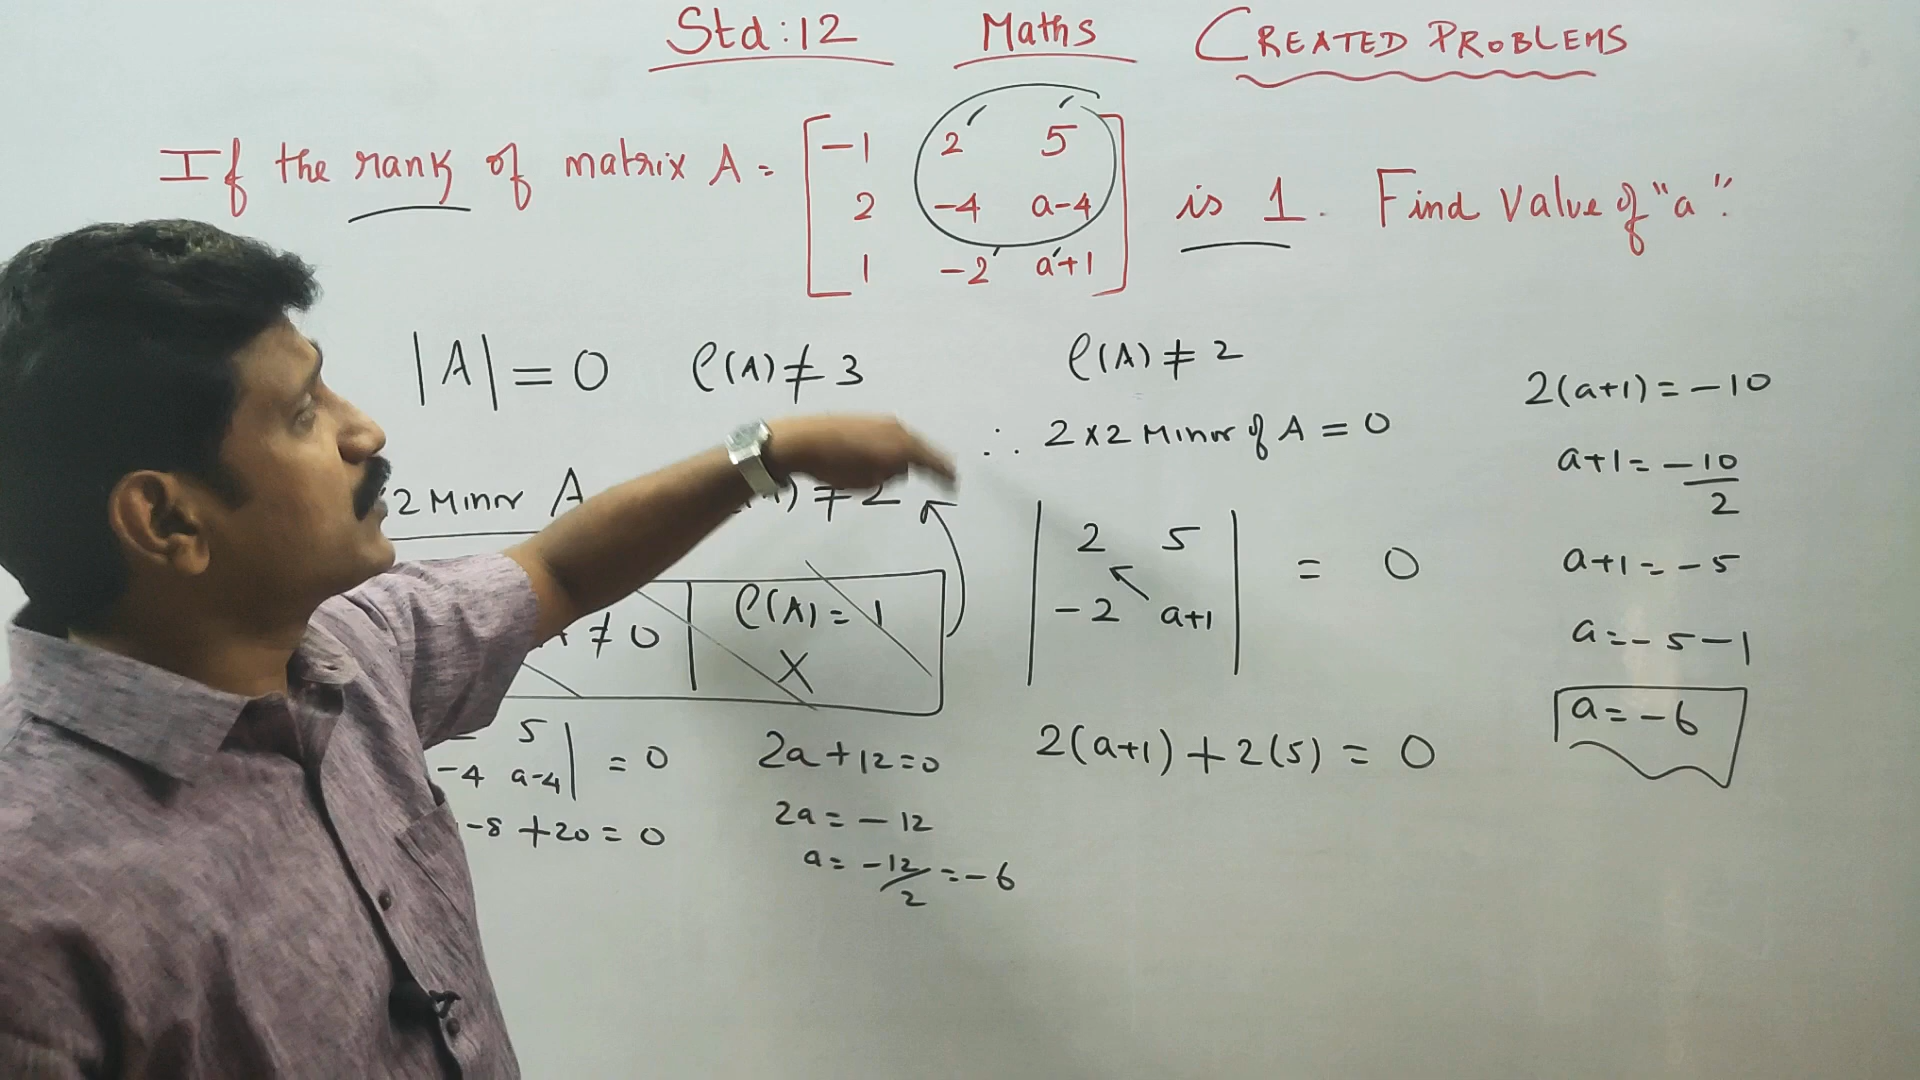 Std : 12 Maths CREATED PROBLEMS
If the rank of matrix A = [ -1 2 5
2 -4 a-4
1 -2 a+1 ] is 1. Find Value of "a".
|A| = 0 ρ(A) ≠ 3
2 Minor A ≠ 2
≠ 0 | ρ(A) = 1
X
5
-4 a-4 | = 0
-8 + 20 = 0
2a + 12 = 0
2a = - 12
a = -12/2 = -6
ρ(A) ≠ 2
∴ 2x2 Minor of A = 0
| 2 5
-2 a+1 | = 0
2(a+1) + 2(5) = 0
2(a+1) = -10
a+1 = -10/2
a+1 = -5
a = -5-1
a = -6